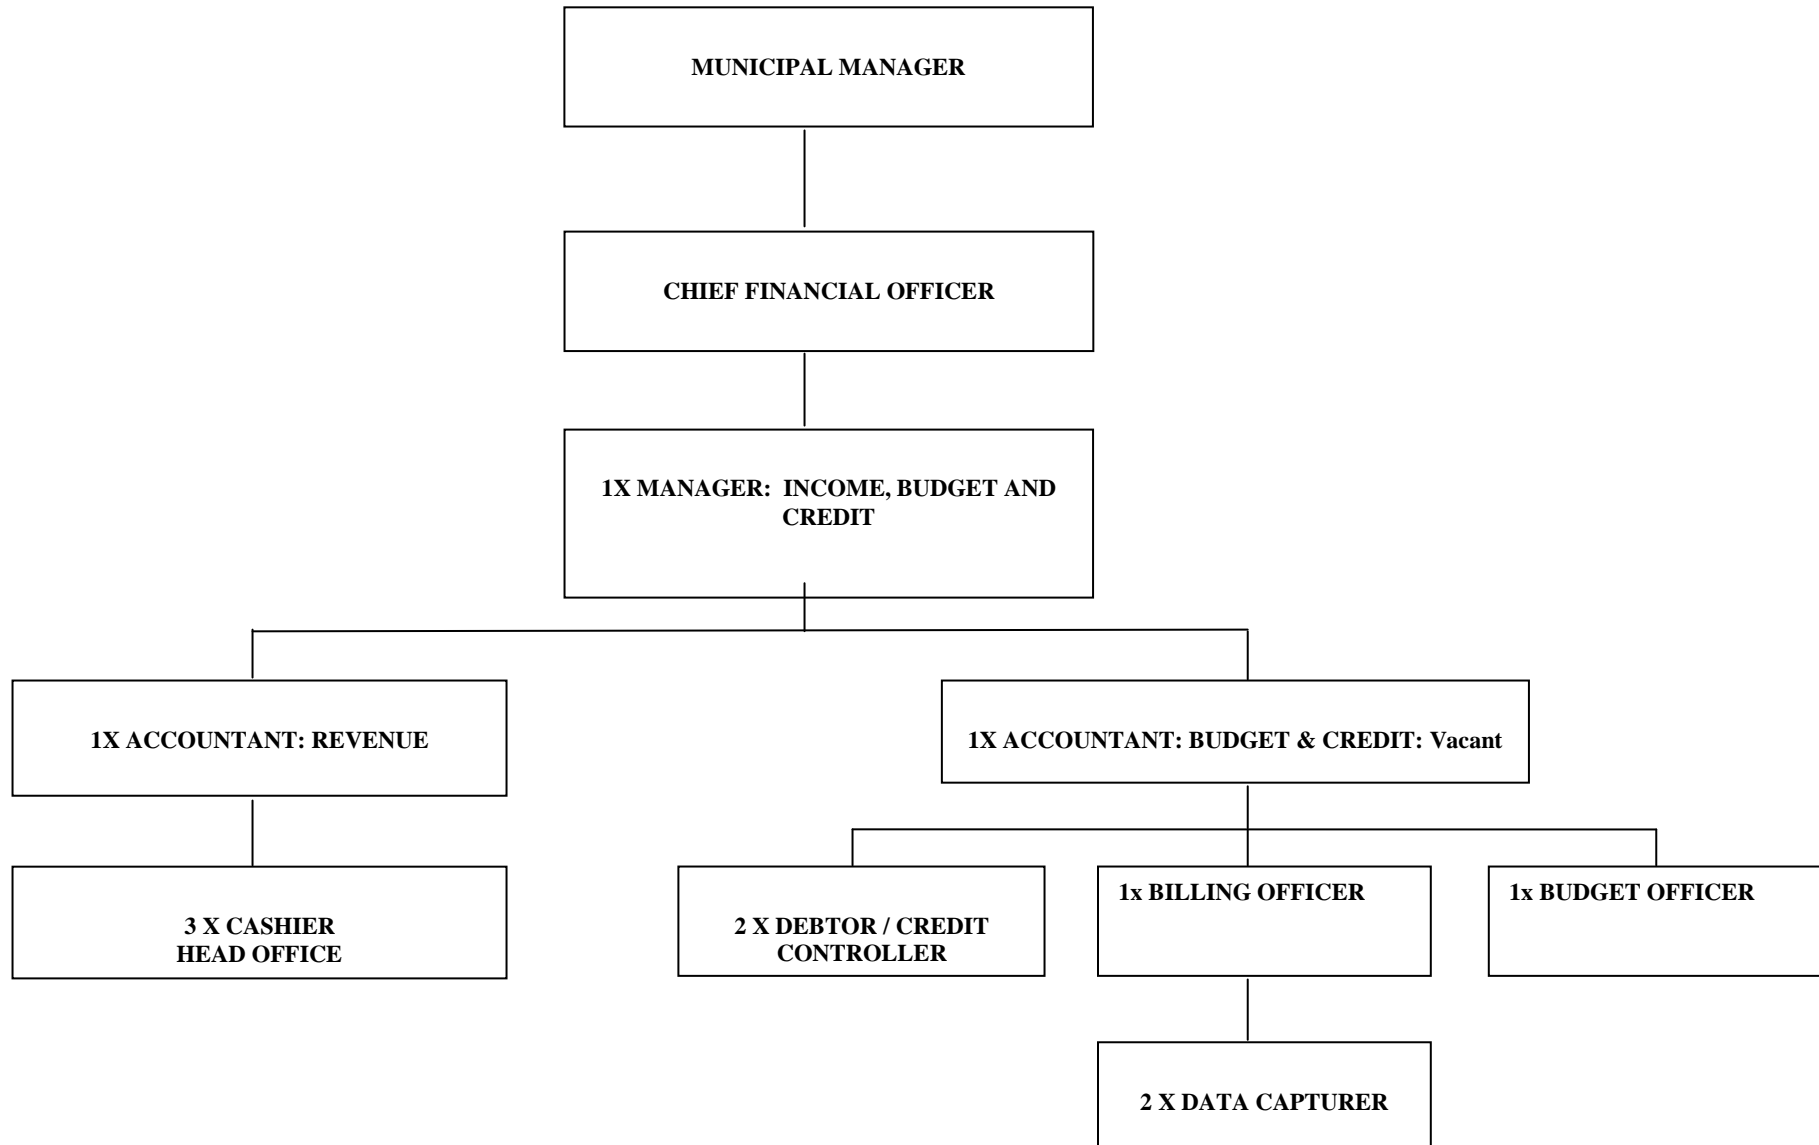 MUNICIPAL MANAGER
CHIEF FINANCIAL OFFICER
1X MANAGER:  INCOME, BUDGET AND
CREDIT
1X ACCOUNTANT: REVENUE
1X ACCOUNTANT: BUDGET & CREDIT: Vacant
3 X CASHIER
HEAD OFFICE
2 X DEBTOR / CREDIT
CONTROLLER
1x BILLING OFFICER
1x BUDGET OFFICER
2 X DATA CAPTURER